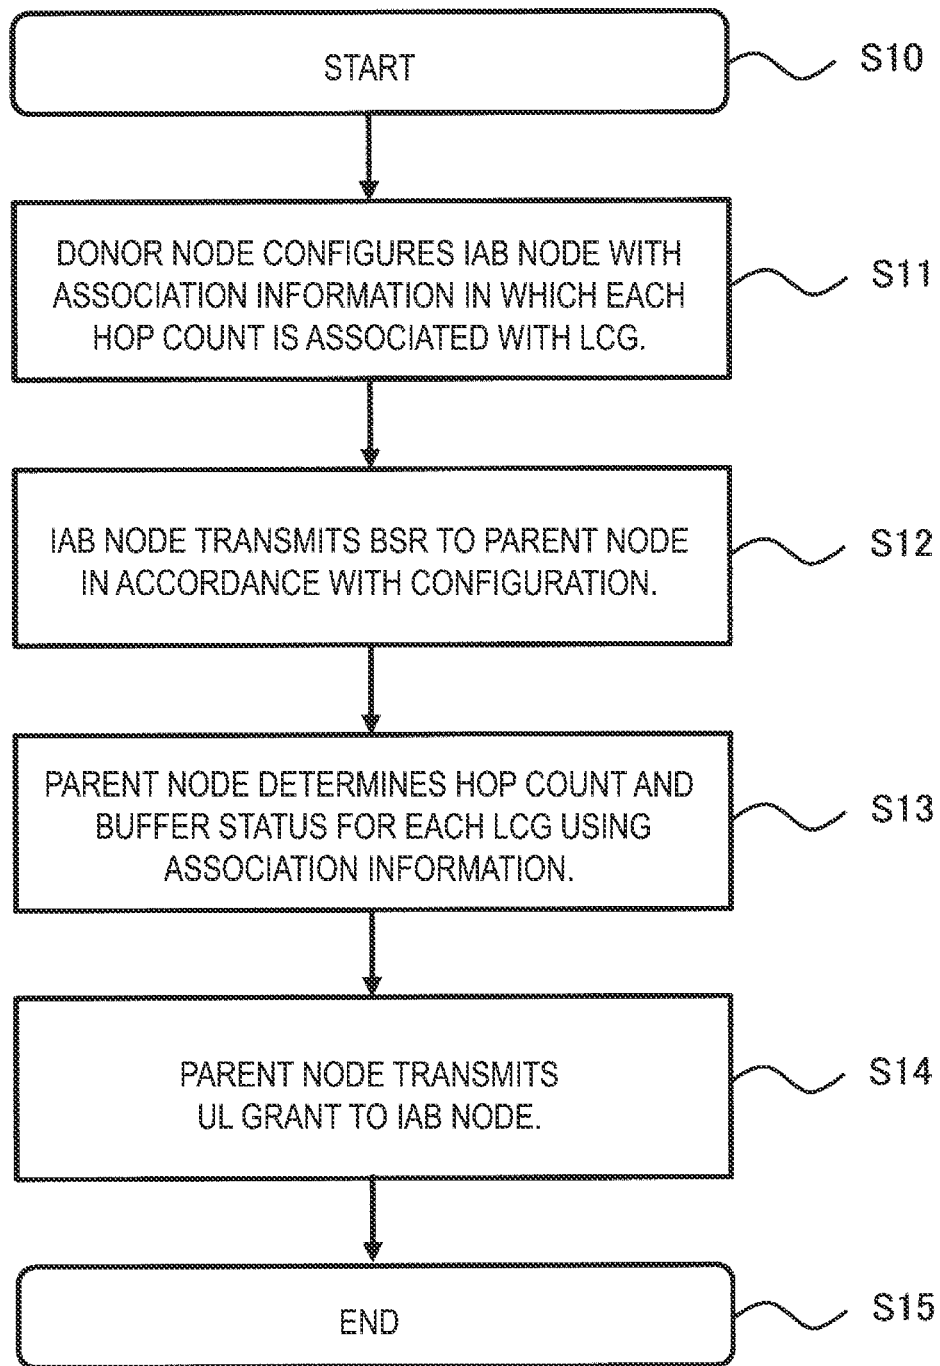 START
S10
DONOR NODE CONFIGURES IAB NODE WITH
ASSOCIATION INFORMATION IN WHICH EACH
HOP COUNT IS ASSOCIATED WITH LCG.
S11
IAB NODE TRANSMITS BSR TO PARENT NODE
IN ACCORDANCE WITH CONFIGURATION.
S12
PARENT NODE DETERMINES HOP COUNT AND
BUFFER STATUS FOR EACH LCG USING
ASSOCIATION INFORMATION.
S13
PARENT NODE TRANSMITS
UL GRANT TO IAB NODE.
S14
END
S15